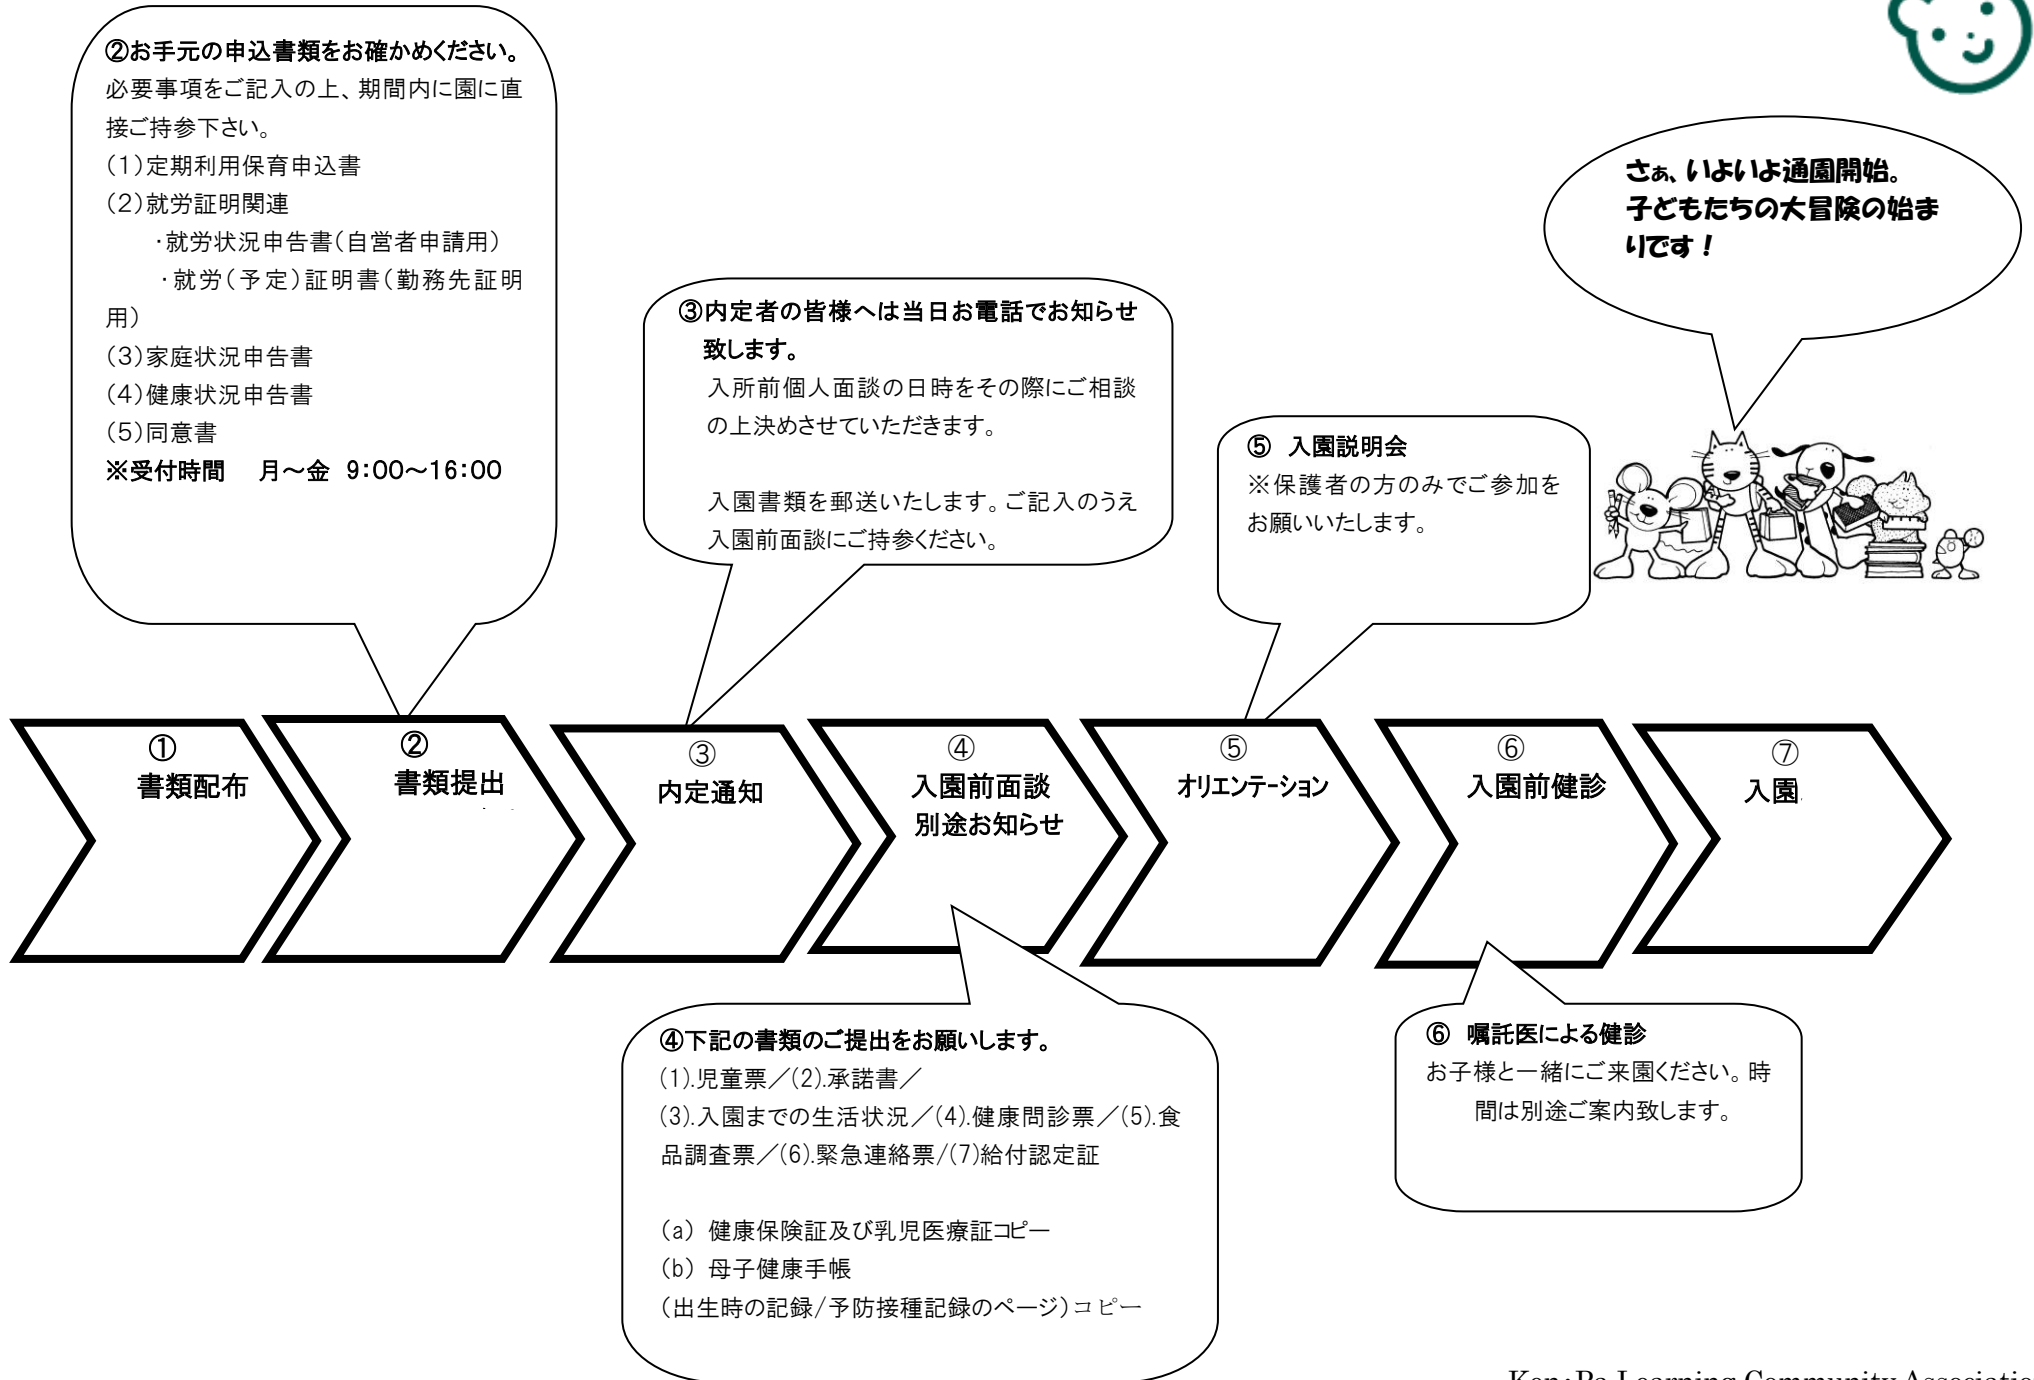 ②お手元の申込書類をお確かめください。
必要事項をご記入の上、期間内に園に直
接ご持参下さい。
(1)定期利用保育申込書
(2)就労証明関連
・就労状況申告書(自営者申請用)
・就労(予定)証明書(勤務先証明
用)
(3)家庭状況申告書
(4)健康状況申告書
(5)同意書
※受付時間　月～金 9:00～16:00
③内定者の皆様へは当日お電話でお知らせ
致します。
入所前個人面談の日時をその際にご相談
の上決めさせていただきます。
入園書類を郵送いたします。ご記入のうえ
入園前面談にご持参ください。
⑤ 入園説明会
※保護者の方のみでご参加を
お願いいたします。
さぁ、いよいよ通園開始。
子どもたちの大冒険の始ま
りです！
①
書類配布
②
書類提出
③
内定通知
④
入園前面談
別途お知らせ
⑤
オリエンテーション
⑥
入園前健診
⑦
入園
④下記の書類のご提出をお願いします。
(1).児童票／(2).承諾書／
(3).入園までの生活状況／(4).健康問診票／(5).食
品調査票／(6).緊急連絡票/(7)給付認定証
(a) 健康保険証及び乳児医療証コピー
(b) 母子健康手帳
(出生時の記録/予防接種記録のページ)コピー
⑥ 嘱託医による健診
お子様と一緒にご来園ください。時
間は別途ご案内致します。
Learning Community